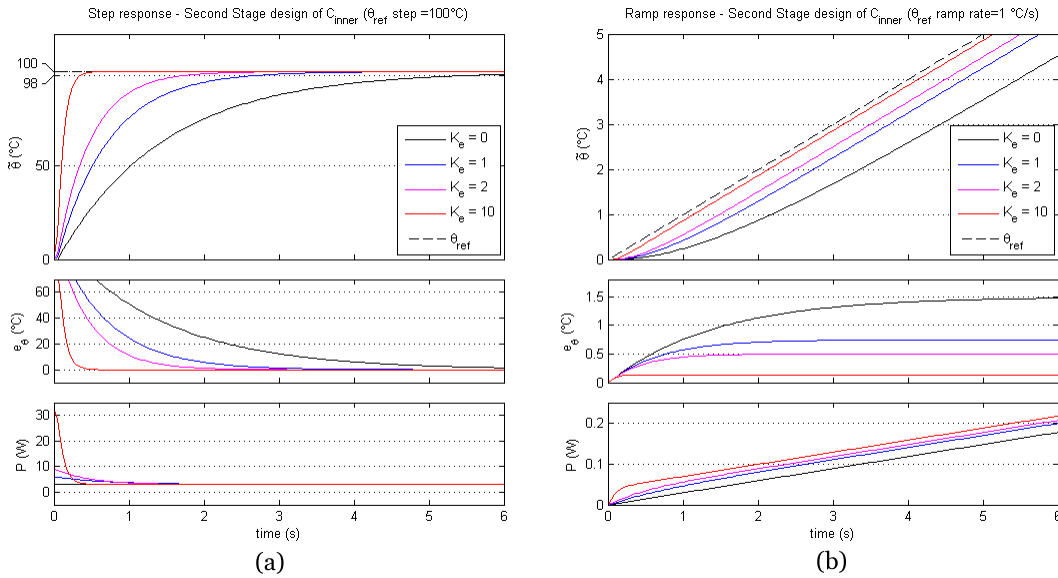 Step response - Second Stage design of C_inner (θ_ref step =100°C)
100
98
50
0
θ̃ (°C)
K_e = 0
K_e = 1
K_e = 2
K_e = 10
θ_ref
60
40
20
0
e_θ̃ (°C)
30
20
10
0
P (W)
0 1 2 3 4 5 6
time (s)
(a)
Ramp response - Second Stage design of C_inner (θ_ref ramp rate=1 °C/s)
5
4
3
2
1
0
θ̃ (°C)
K_e = 0
K_e = 1
K_e = 2
K_e = 10
θ_ref
1.5
1.0
0.5
0
e_θ̃ (°C)
0.2
0.1
0
P (W)
0 1 2 3 4 5 6
time (s)
(b)